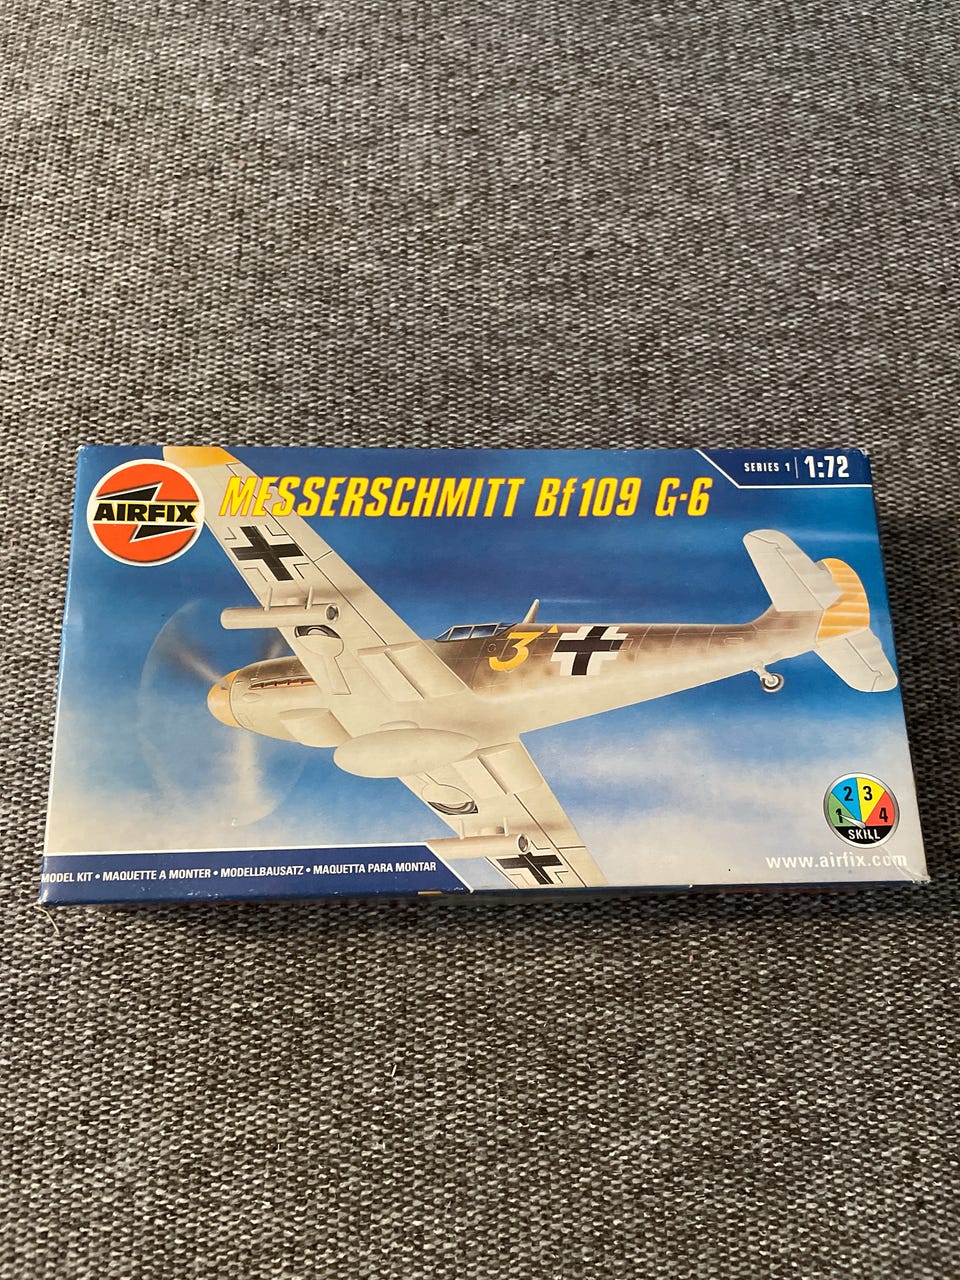 SERIES 1 | 1:72
AIRFIX
MESSERSCHMITT Bf109 G-6
3
2 3
1 4
SKILL
www.airfix.com
MODEL KIT • MAQUETTE A MONTER • MODELLBAUSATZ • MAQUETTA PARA MONTAR